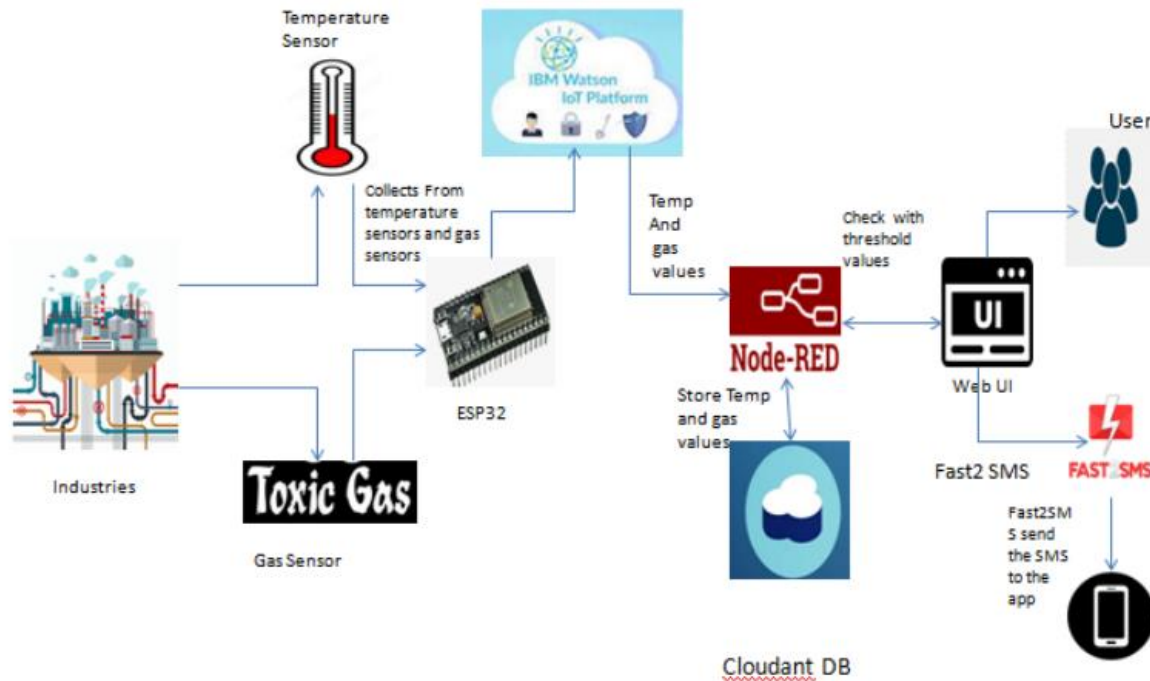 Temperature
Sensor
IBM Watson
IoT Platform
User
Collects From
temperature
sensors and gas
sensors
Temp
And
gas
values
Check with
threshold
values
UI
Node-RED
Web UI
ESP32
Store Temp
and gas
values
Industries
Toxic Gas
Gas Sensor
Fast2 SMS
FAST2SMS
Fast2SM
S send
the SMS
to the
app
Cloudant DB